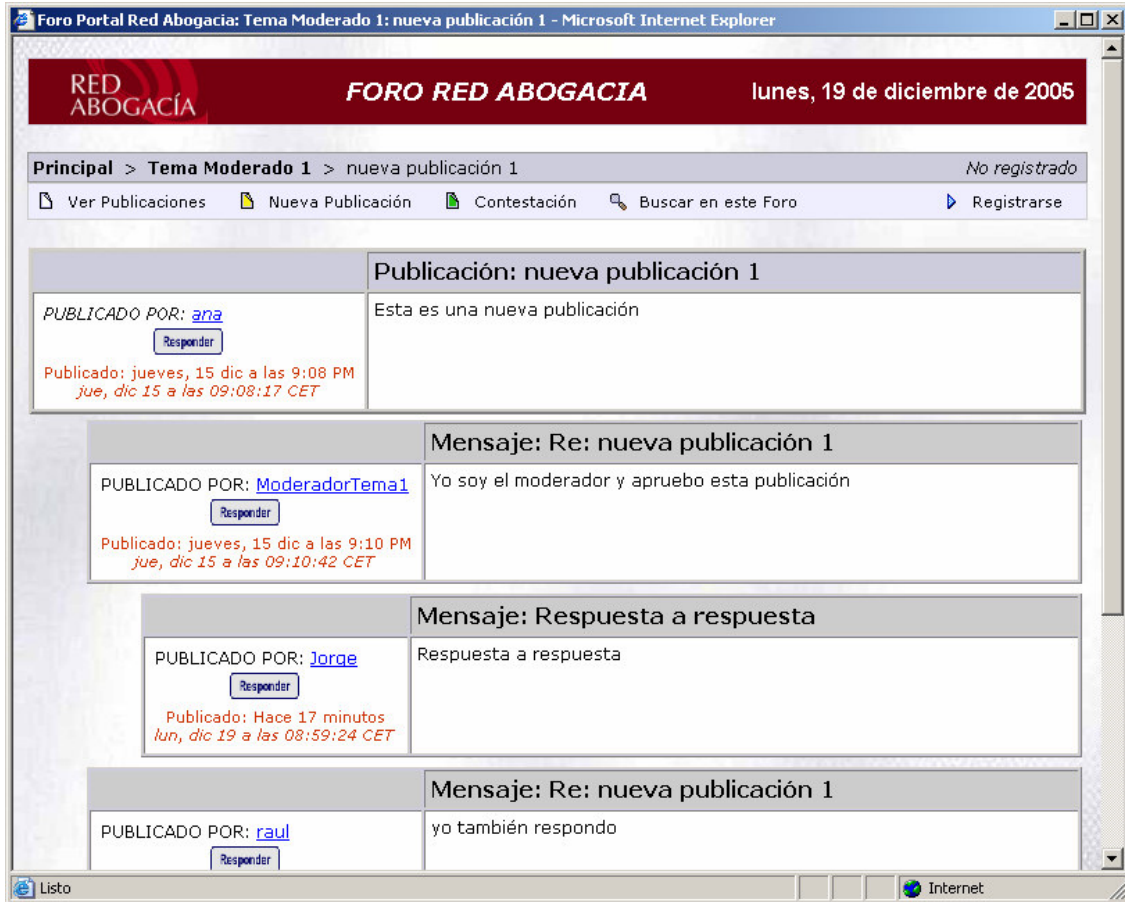 Foro Portal Red Abogacia: Tema Moderado 1: nueva publicación 1 - Microsoft Internet Explorer
RED
ABOGACÍA
FORO RED ABOGACIA
lunes, 19 de diciembre de 2005
Principal > Tema Moderado 1 > nueva publicación 1
No registrado
Ver Publicaciones
Nueva Publicación
Contestación
Buscar en este Foro
Registrarse
Publicación: nueva publicación 1
PUBLICADO POR: ana
Responder
Publicado: jueves, 15 dic a las 9:08 PM
jue, dic 15 a las 09:08:17 CET
Esta es una nueva publicación
Mensaje: Re: nueva publicación 1
PUBLICADO POR: ModeradorTema1
Responder
Publicado: jueves, 15 dic a las 9:10 PM
jue, dic 15 a las 09:10:42 CET
Yo soy el moderador y apruebo esta publicación
Mensaje: Respuesta a respuesta
PUBLICADO POR: Jorge
Responder
Publicado: Hace 17 minutos
lun, dic 19 a las 08:59:24 CET
Respuesta a respuesta
Mensaje: Re: nueva publicación 1
PUBLICADO POR: raul
Responder
yo también respondo
Listo
Internet